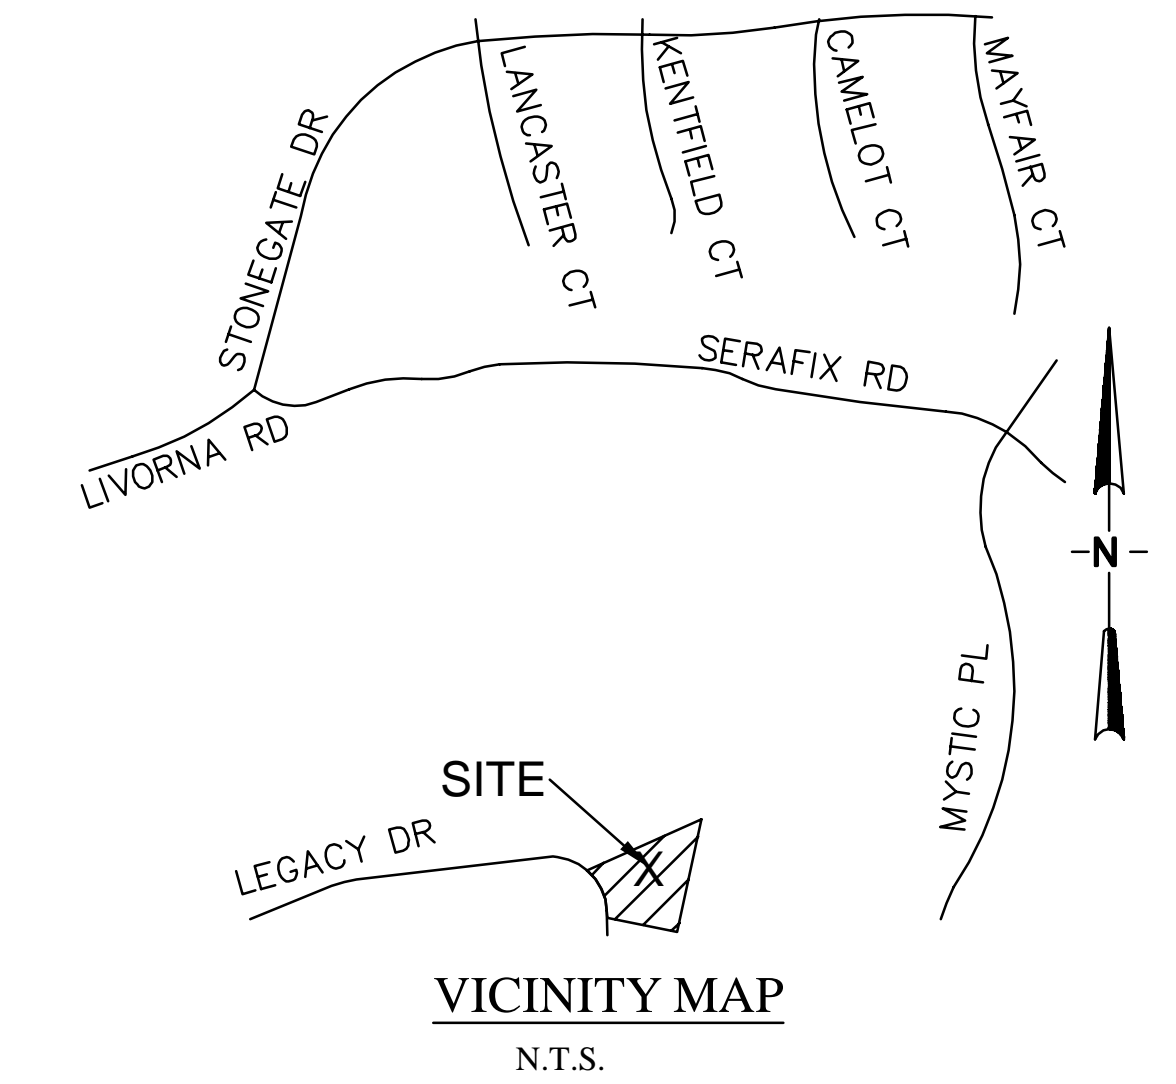 LANCASTER CT
KENTFIELD CT
CAMELOT CT
MAYFAIR CT
STONEGATE DR
SERAFIX RD
LIVORNA RD
-N-
MYSTIC PL
SITE
X
LEGACY DR
VICINITY MAP
N.T.S.